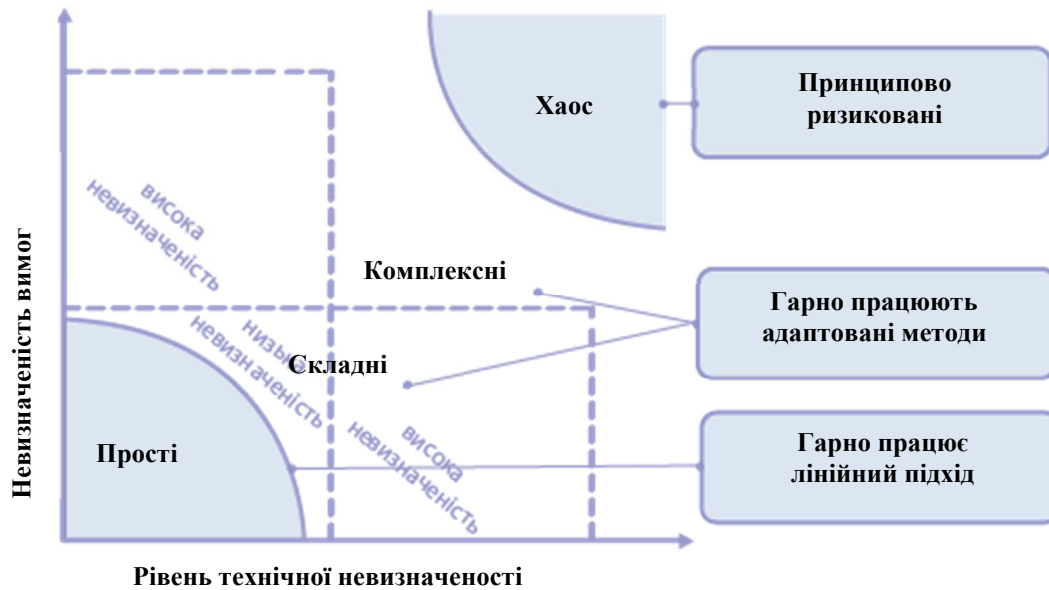 Хаос
Принципово
ризиковані
висока
невизначеність
Невизначеність вимог
Комплексні
Гарно працюють
адаптовані методи
низька
невизначеність
Складні
висока
невизначеність
Прості
Гарно працює
лінійний підхід
Рівень технічної невизначеності